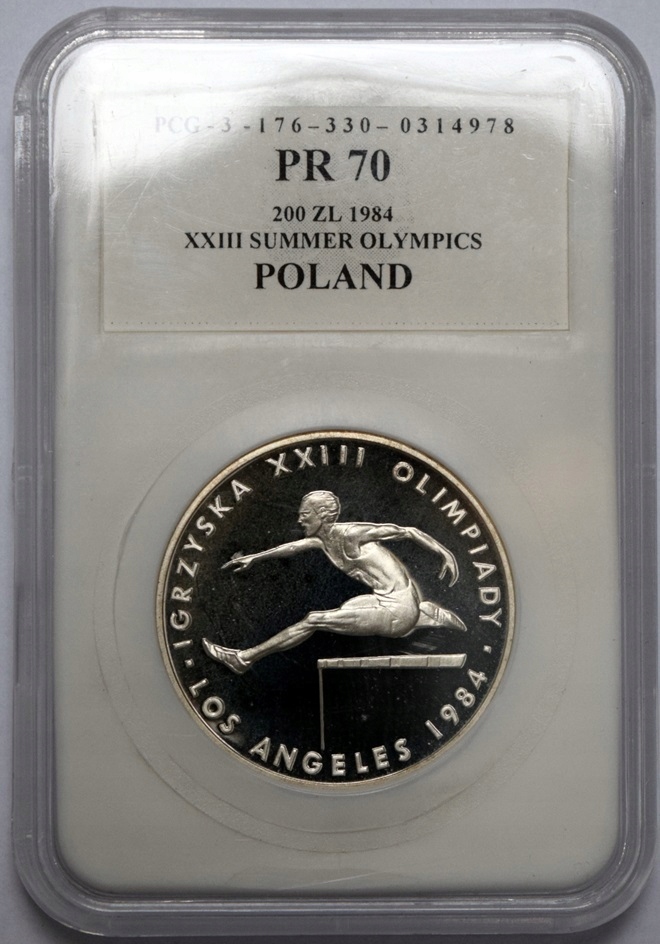 PCG-3-176-330-0314978
PR 70
200 ZL 1984
XXIII SUMMER OLYMPICS
POLAND
· IGRZYSKA XXIII OLIMPIADY ·
LOS ANGELES 1984